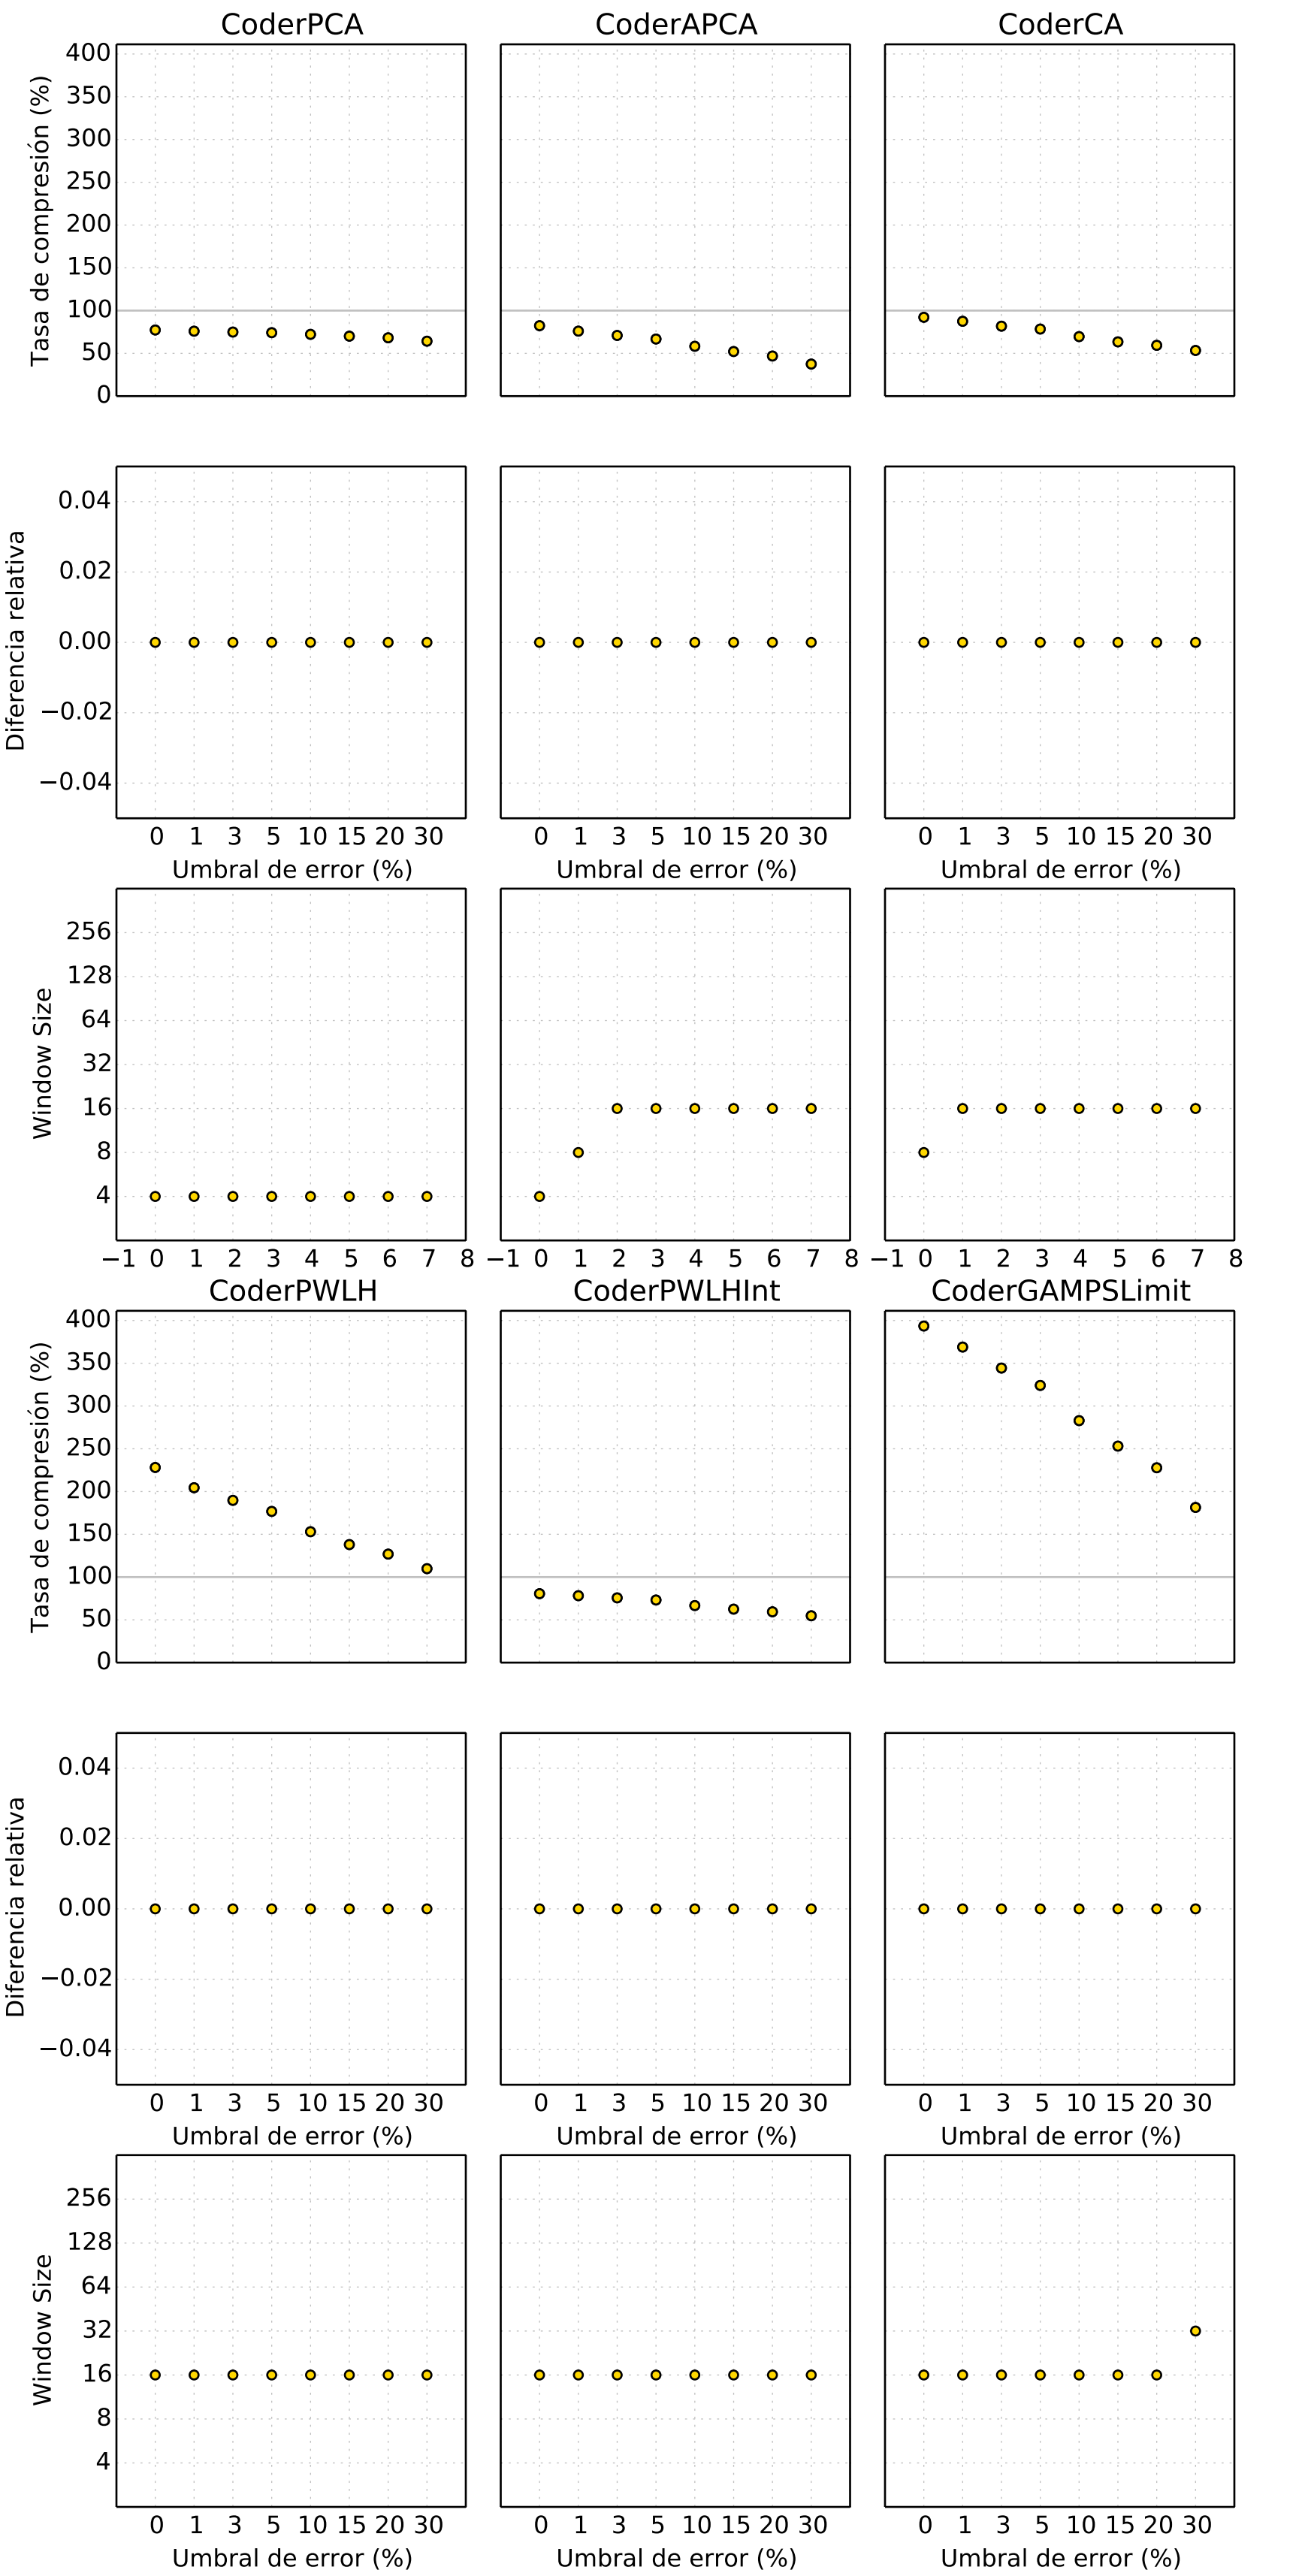 CoderPCA CoderAPCA CoderCA
Tasa de compresión (%)
400
350
300
250
200
150
100
50
0
Diferencia relativa
0.04
0.02
0.00
−0.02
−0.04
0 1 3 5 10 15 20 30 0 1 3 5 10 15 20 30 0 1 3 5 10 15 20 30
Umbral de error (%) Umbral de error (%) Umbral de error (%)
Window Size
256
128
64
32
16
8
4
−1 0 1 2 3 4 5 6 7 8 −1 0 1 2 3 4 5 6 7 8 −1 0 1 2 3 4 5 6 7 8
CoderPWLH CoderPWLHInt CoderGAMPSLimit
Tasa de compresión (%)
400
350
300
250
200
150
100
50
0
Diferencia relativa
0.04
0.02
0.00
−0.02
−0.04
0 1 3 5 10 15 20 30 0 1 3 5 10 15 20 30 0 1 3 5 10 15 20 30
Umbral de error (%) Umbral de error (%) Umbral de error (%)
Window Size
256
128
64
32
16
8
4
0 1 3 5 10 15 20 30 0 1 3 5 10 15 20 30 0 1 3 5 10 15 20 30
Umbral de error (%) Umbral de error (%) Umbral de error (%)